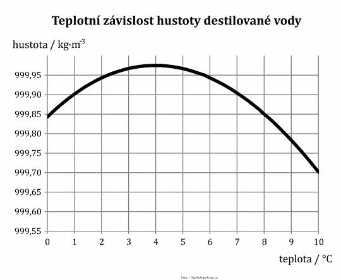 Teplotní závislost hustoty destilované vody
hustota / kg·m⁻³
999,95
999,90
999,85
999,80
999,75
999,70
999,65
999,60
999,55
0 1 2 3 4 5 6 7 8 9 10
teplota / °C